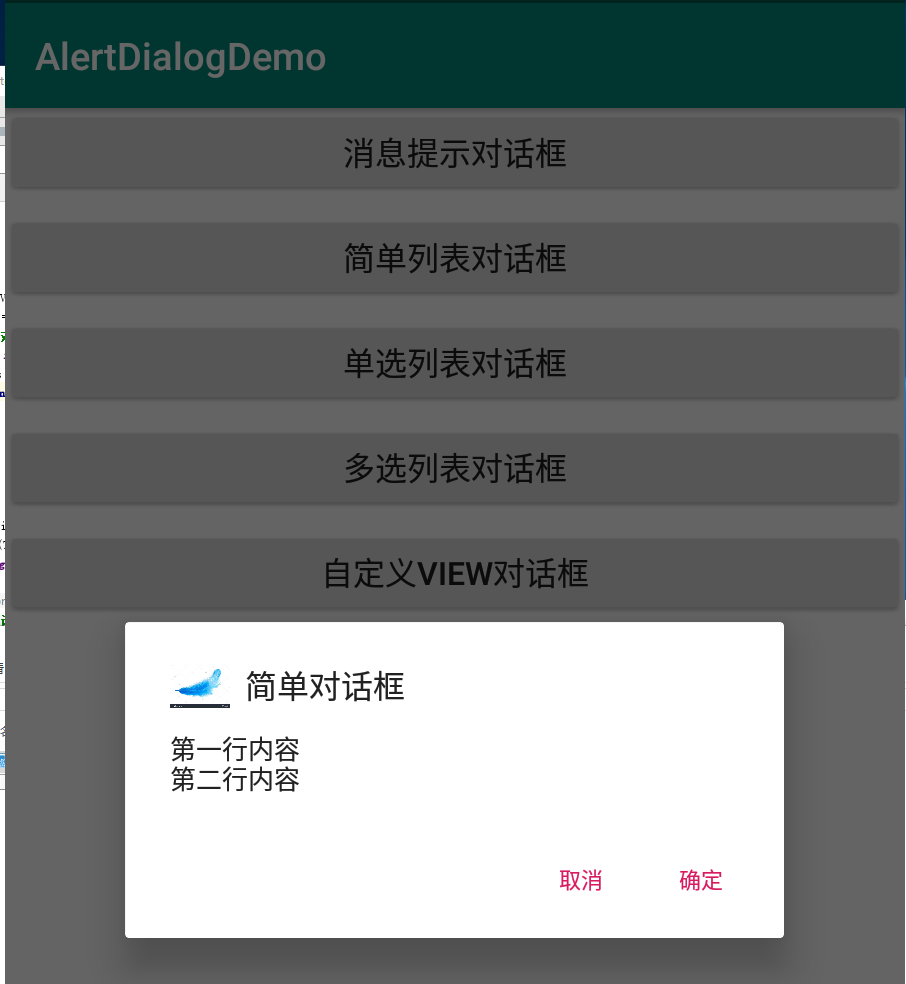 AlertDialogDemo
消息提示对话框
简单列表对话框
单选列表对话框
多选列表对话框
自定义VIEW对话框
简单对话框
第一行内容
第二行内容
取消 确定